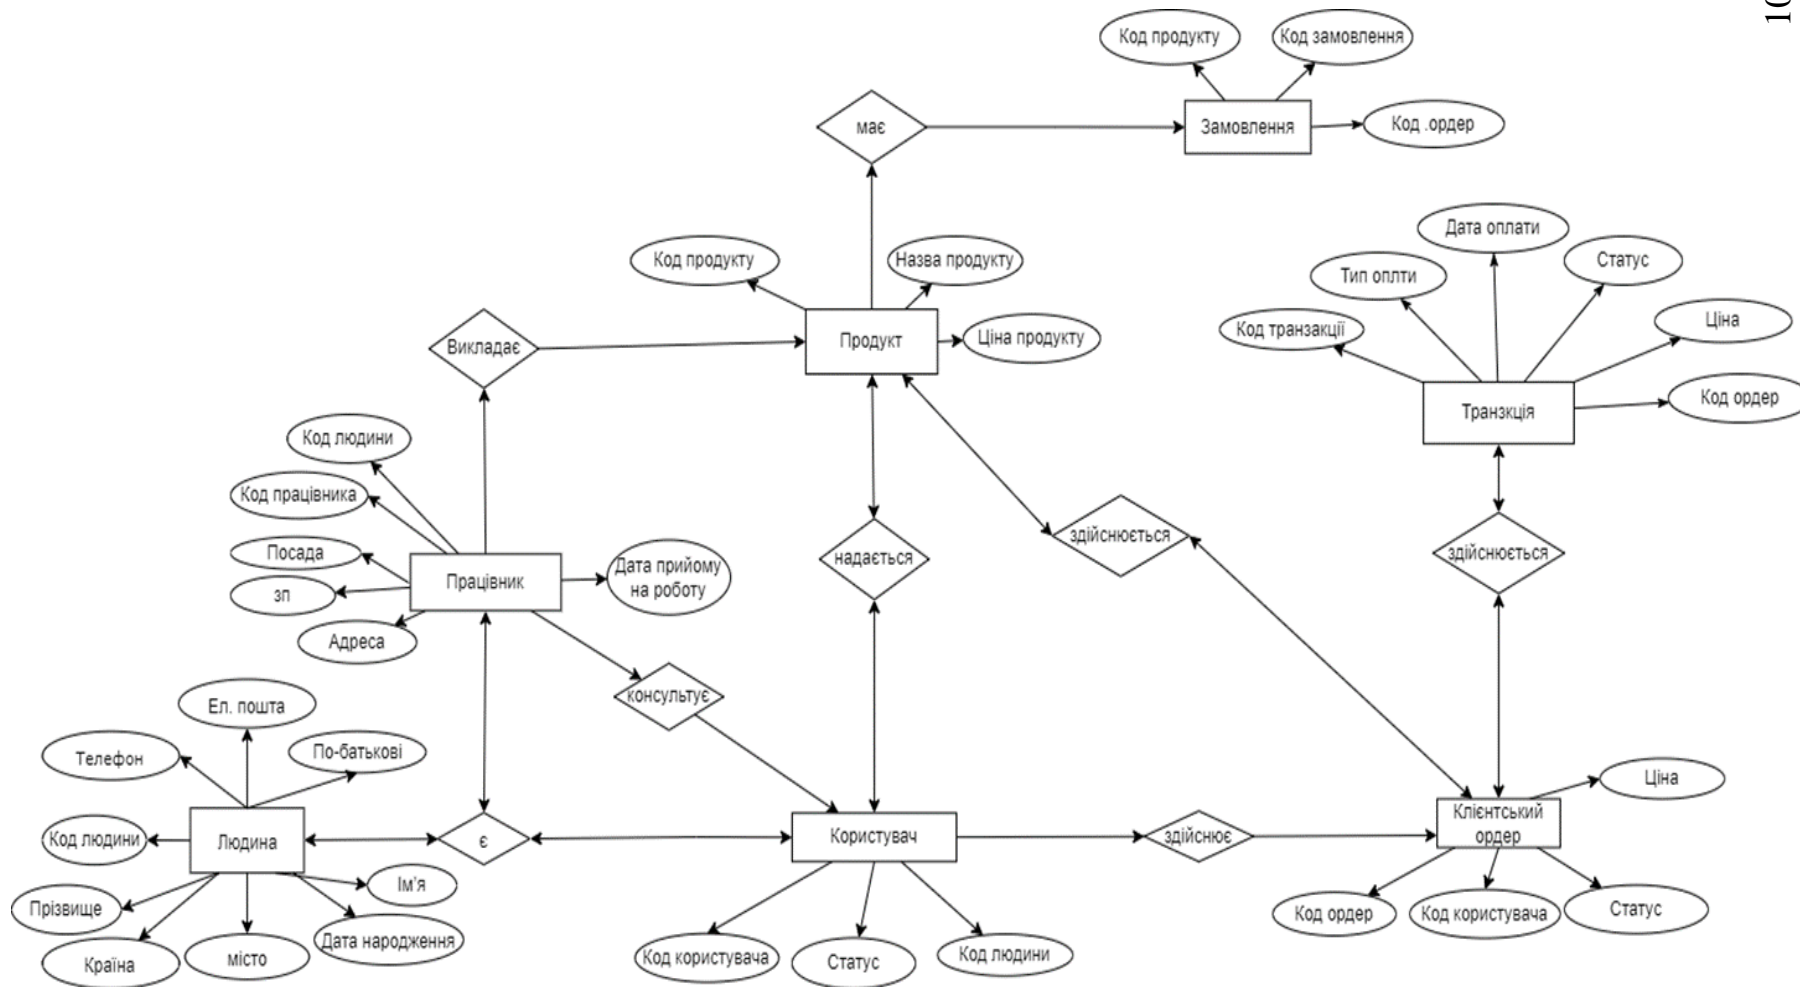 10
Код продукту
Код замовлення
має
Замовлення
Код .ордер
Дата оплати
Код продукту
Назва продукту
Тип оплти
Статус
Викладає
Продукт
Ціна продукту
Код транзакції
Ціна
Код людини
Транзкція
Код ордер
Код працівника
Посада
зп
Працівник
Дата прийому
на роботу
надається
здійснюється
здійснюється
Адреса
Ел. пошта
консультує
Телефон
По-батькові
Ціна
Код людини
Людина
є
Користувач
здійснює
Клієнтський
ордер
Ім'я
Прізвище
Код ордер
Код користувача
Статус
Країна
місто
Дата народження
Код користувача
Статус
Код людини